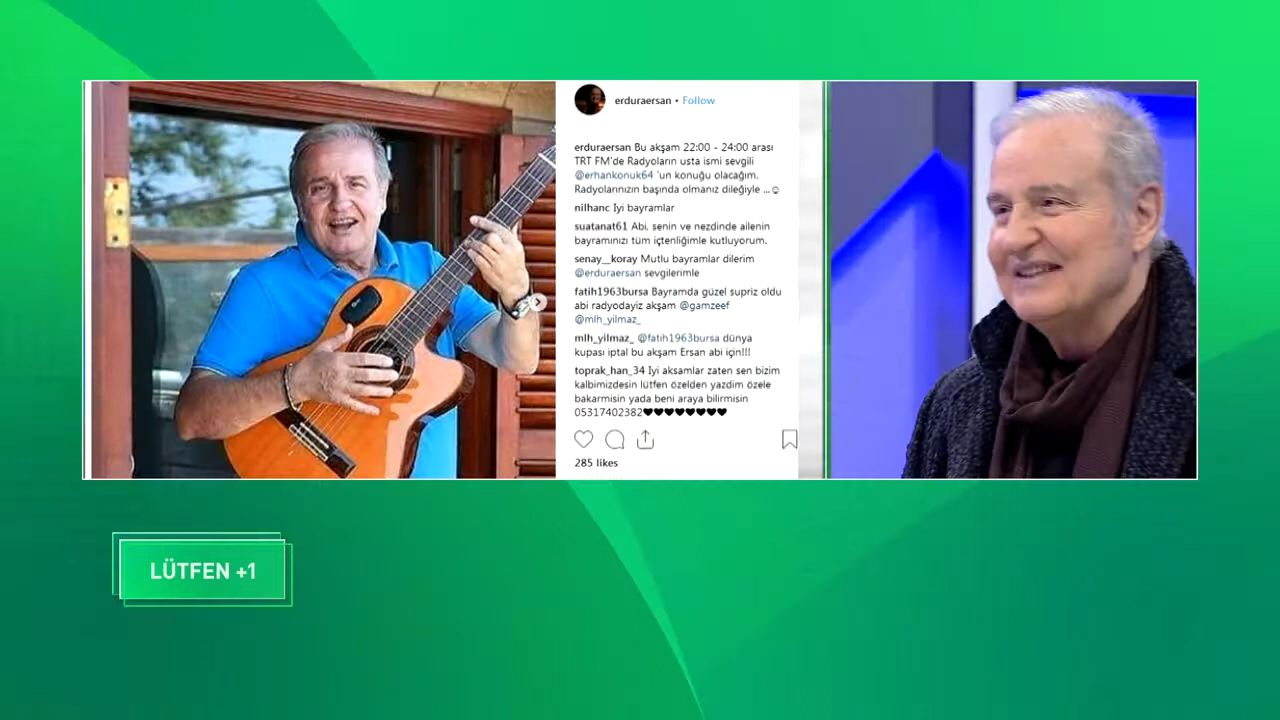 erduraersan • Follow
erduraersan Bu akşam 22:00 - 24:00 arası
TRT FM'de Radyoların usta ismi sevgili
@erhankonuk64 'un konuğu olacağım.
Radyolarınızın başında olmanız dileğiyle ...☺
nilhanc Iyi bayramlar
suatanat61 Abi, senin ve nezdinde ailenin
bayramınızı tüm içtenliğimle kutluyorum.
senay__koray Mutlu bayramlar dilerim
@erduraersan sevgilerimle
fatih1963bursa Bayramda güzel supriz oldu
abi radyodayiz akşam @gamzeef
@mlh_yilmaz_
mlh_yilmaz_ @fatih1963bursa dünya
kupası iptal bu akşam Ersan abi için!!!
toprak_han_34 Iyi aksamlar zaten sen bizim
kalbimizdesin lütfen özelden yazdim özele
bakarmisin yada beni araya bilirmisin
05317402382♥♥♥♥♥♥♥♥
285 likes
LÜTFEN +1